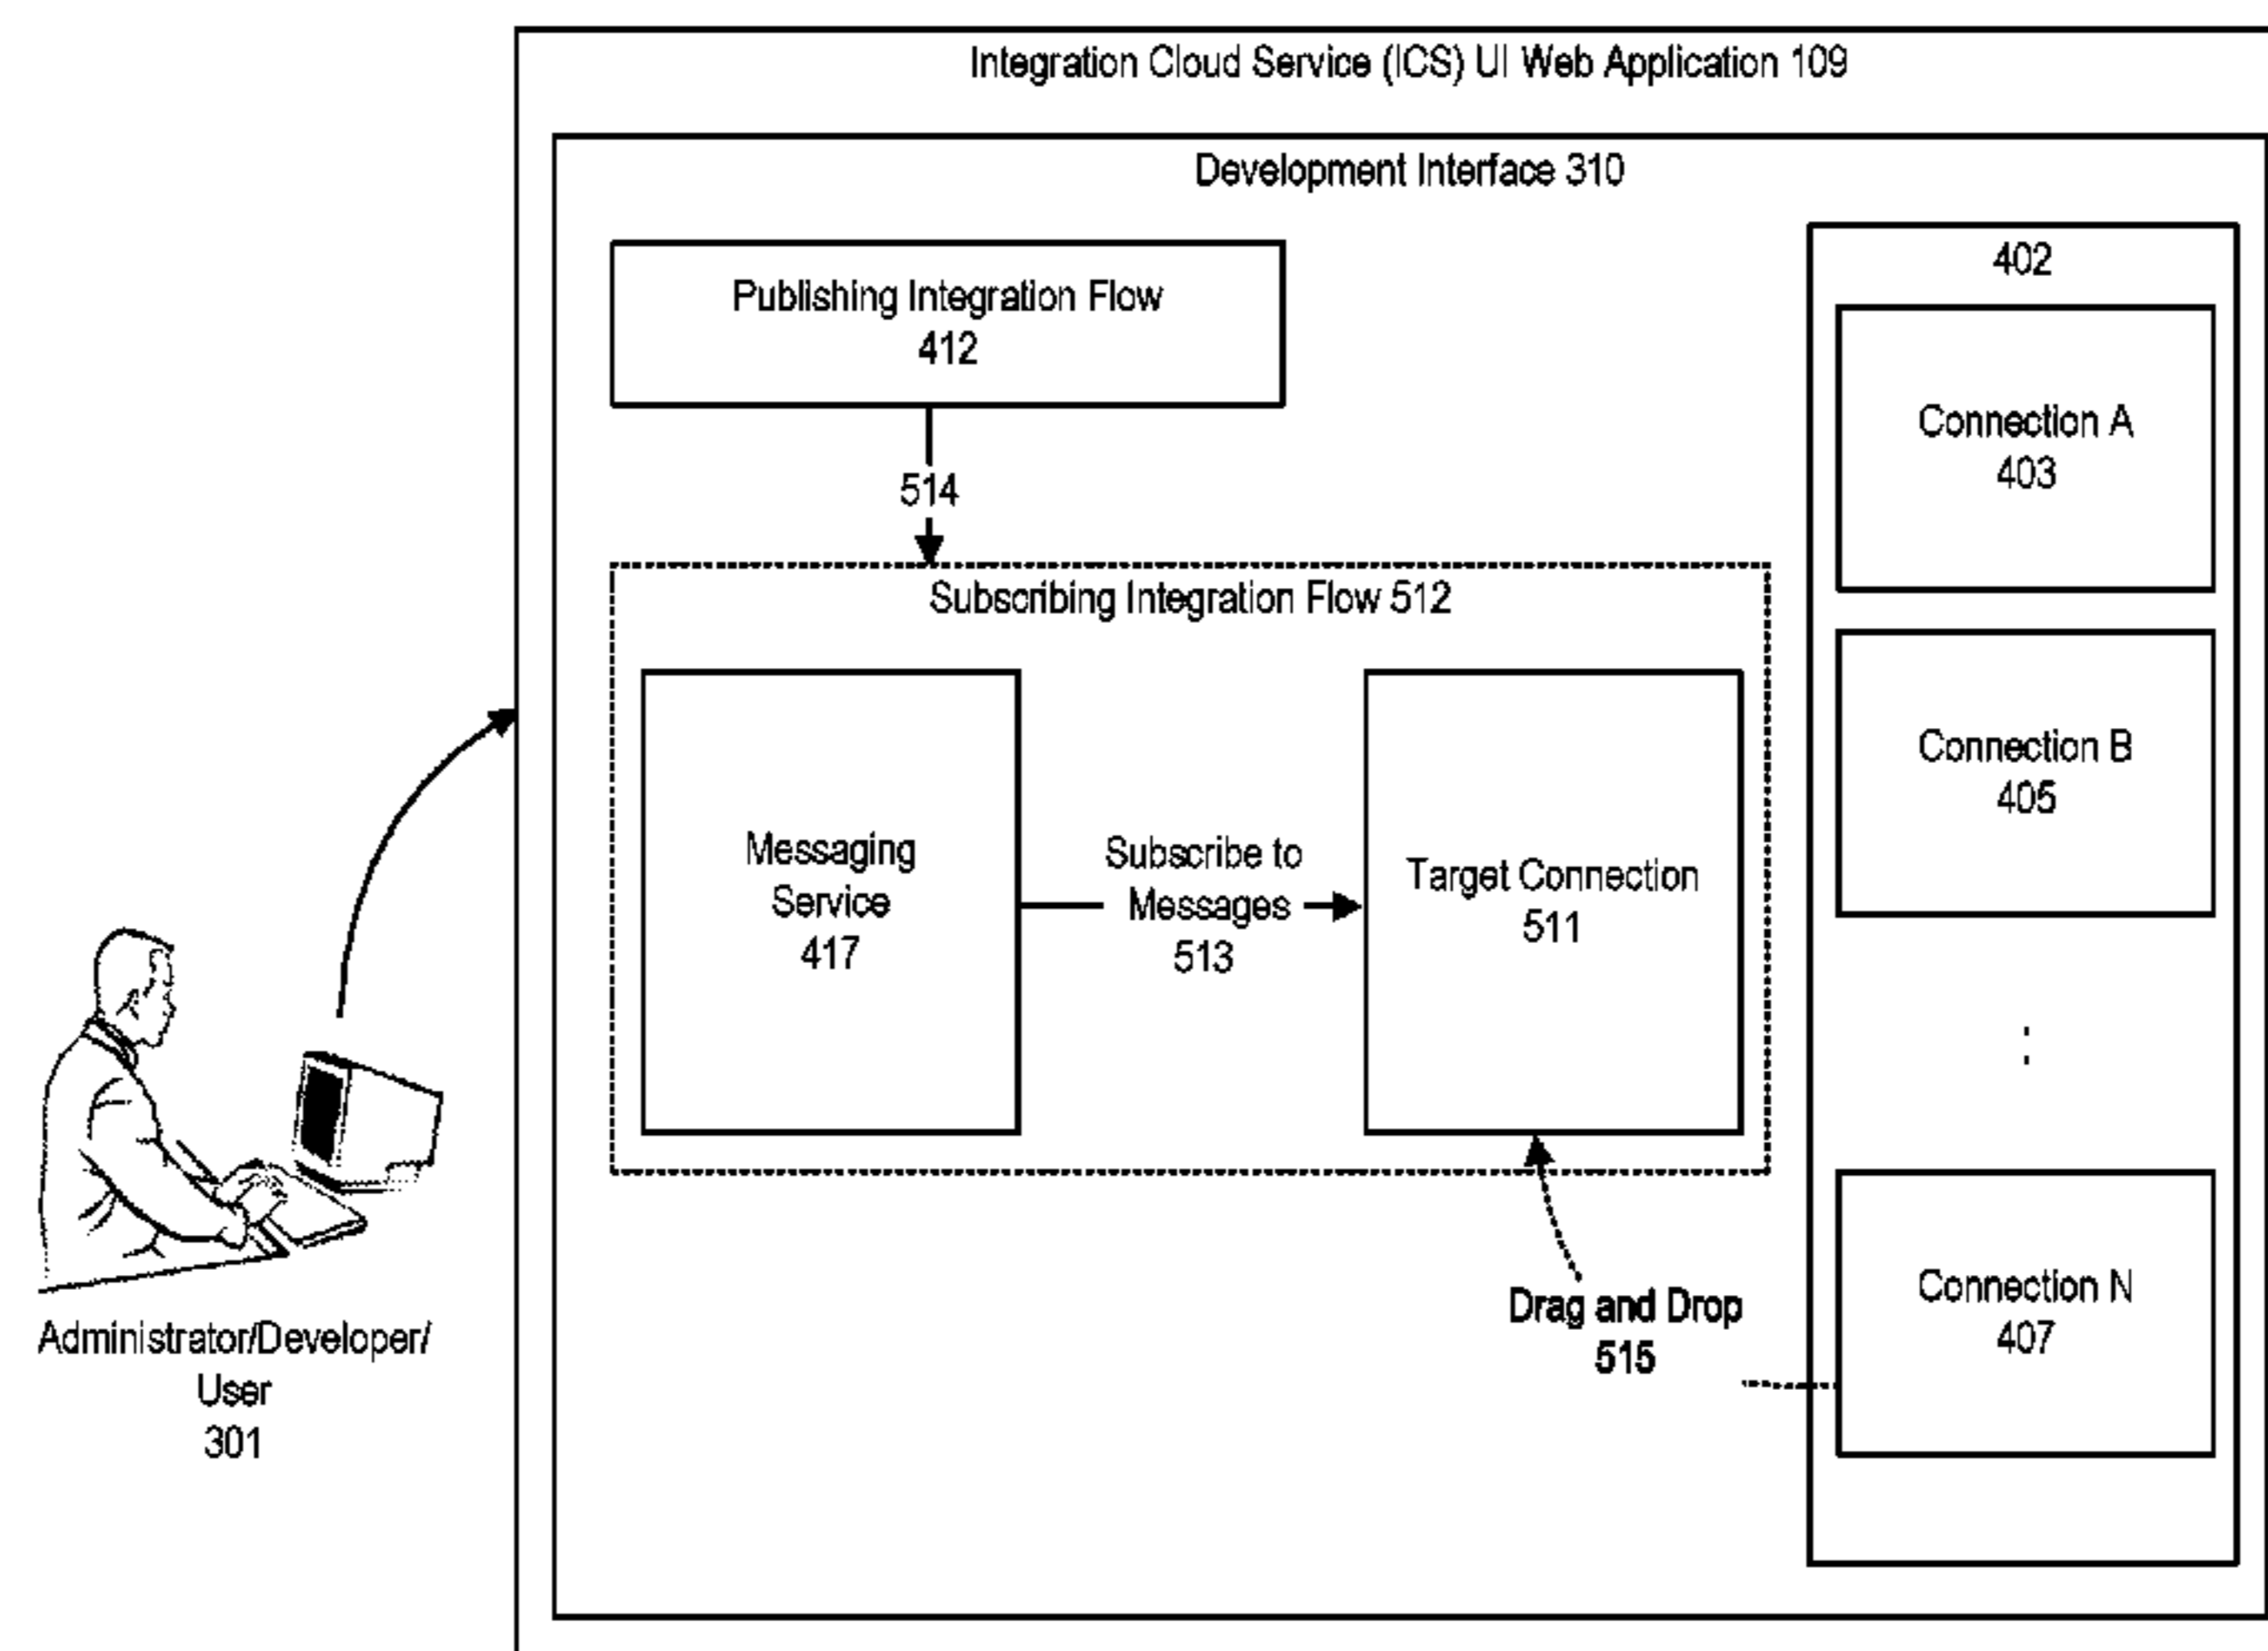 Integration Cloud Service (ICS) UI Web Application 109
Development Interface 310
Publishing Integration Flow
412
514
Subscribing Integration Flow 512
Messaging
Service
417
Subscribe to
Messages
513
Target Connection
511
Drag and Drop
515
402
Connection A
403
Connection B
405
Connection N
407
Administrator/Developer/
User
301